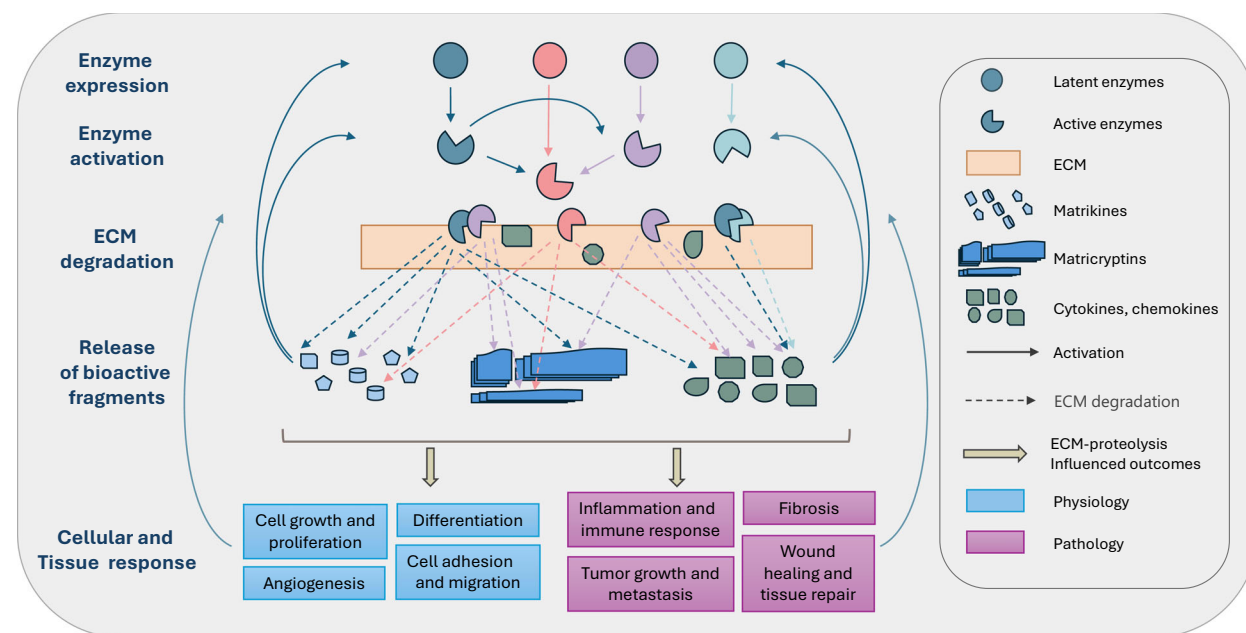 Enzyme
expression
Enzyme
activation
ECM
degradation
Release
of bioactive
fragments
Cellular and
Tissue response
Cell growth and
proliferation
Differentiation
Angiogenesis
Cell adhesion
and migration
Inflammation and
immune response
Fibrosis
Tumor growth and
metastasis
Wound
healing and
tissue repair
Latent enzymes
Active enzymes
ECM
Matrikines
Matricryptins
Cytokines, chemokines
Activation
ECM degradation
ECM-proteolysis
Influenced outcomes
Physiology
Pathology